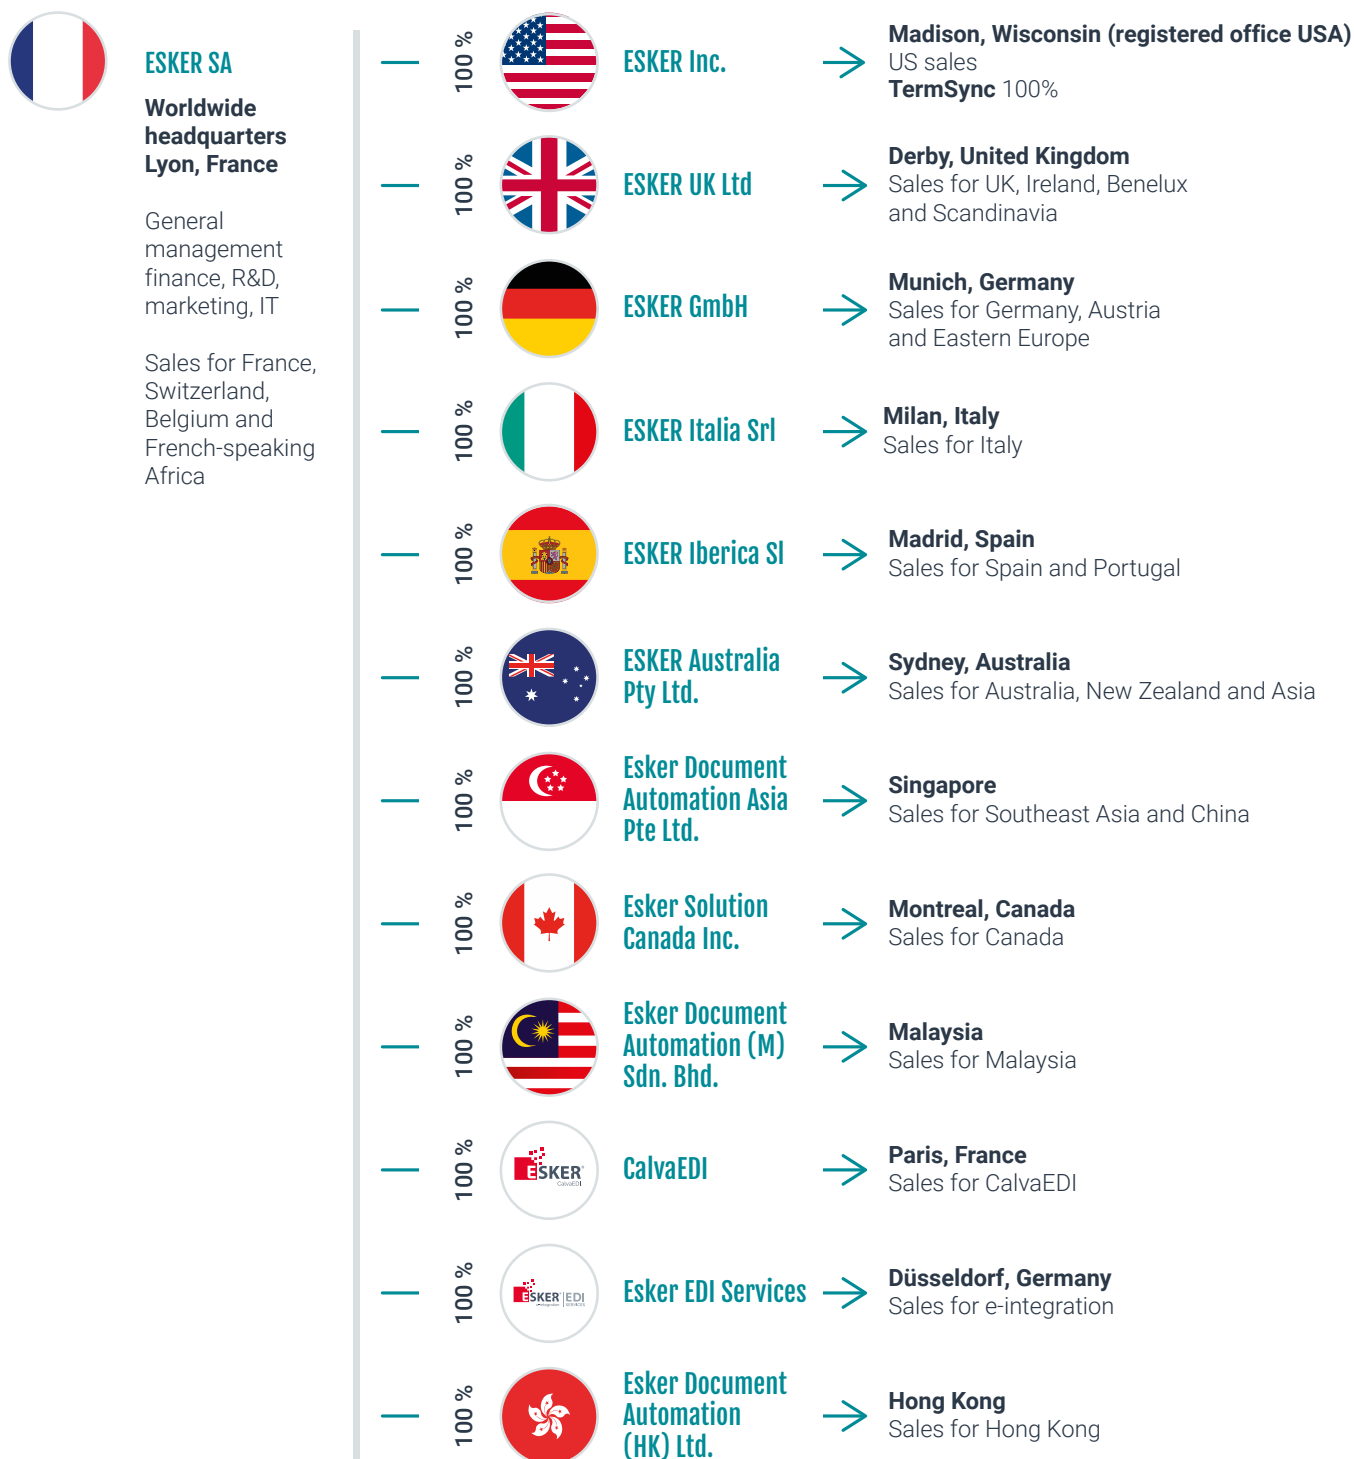 ESKER SA
Worldwide
headquarters
Lyon, France
General
management
finance, R&D,
marketing, IT
Sales for France,
Switzerland,
Belgium and
French-speaking
Africa
100 %
ESKER Inc.
Madison, Wisconsin (registered office USA)
US sales
TermSync 100%
100 %
ESKER UK Ltd
Derby, United Kingdom
Sales for UK, Ireland, Benelux
and Scandinavia
100 %
ESKER GmbH
Munich, Germany
Sales for Germany, Austria
and Eastern Europe
100 %
ESKER Italia Srl
Milan, Italy
Sales for Italy
100 %
ESKER Iberica Sl
Madrid, Spain
Sales for Spain and Portugal
100 %
ESKER Australia
Pty Ltd.
Sydney, Australia
Sales for Australia, New Zealand and Asia
100 %
Esker Document
Automation Asia
Pte Ltd.
Singapore
Sales for Southeast Asia and China
100 %
Esker Solution
Canada Inc.
Montreal, Canada
Sales for Canada
100 %
Esker Document
Automation (M)
Sdn. Bhd.
Malaysia
Sales for Malaysia
100 %
ESKER
CalvaEDI
CalvaEDI
Paris, France
Sales for CalvaEDI
100 %
ESKER EDI
SERVICES
Esker EDI Services
Düsseldorf, Germany
Sales for e-integration
100 %
Esker Document
Automation
(HK) Ltd.
Hong Kong
Sales for Hong Kong